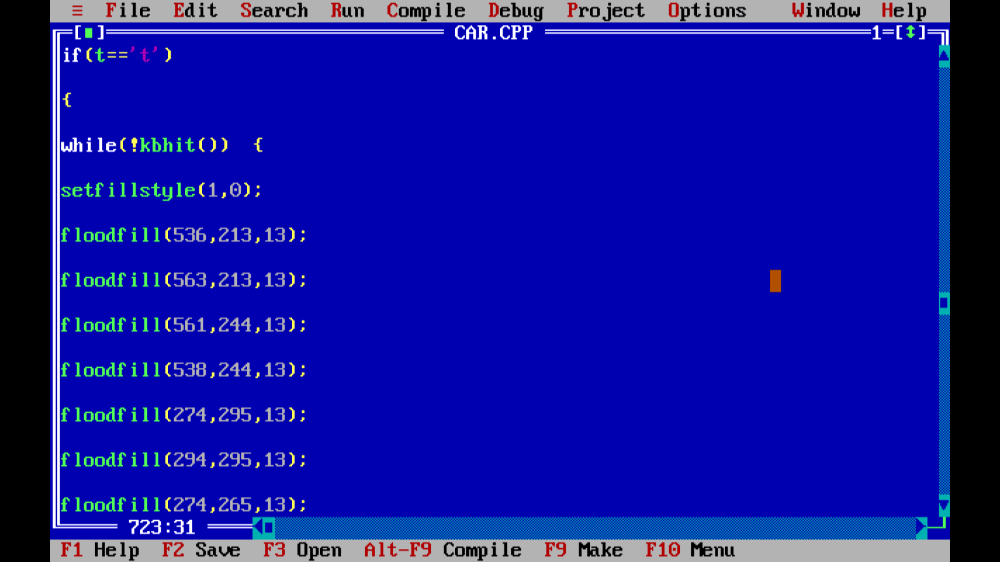 ≡ File Edit Search Run Compile Debug Project Options Window Help
[■] CAR.CPP 1=[↕]
if(t=='t')
{
while(!kbhit()) {
setfillstyle(1,0);
floodfill(536,213,13);
floodfill(563,213,13);
floodfill(561,244,13);
floodfill(538,244,13);
floodfill(274,295,13);
floodfill(294,295,13);
floodfill(274,265,13);
723:31
F1 Help F2 Save F3 Open Alt-F9 Compile F9 Make F10 Menu